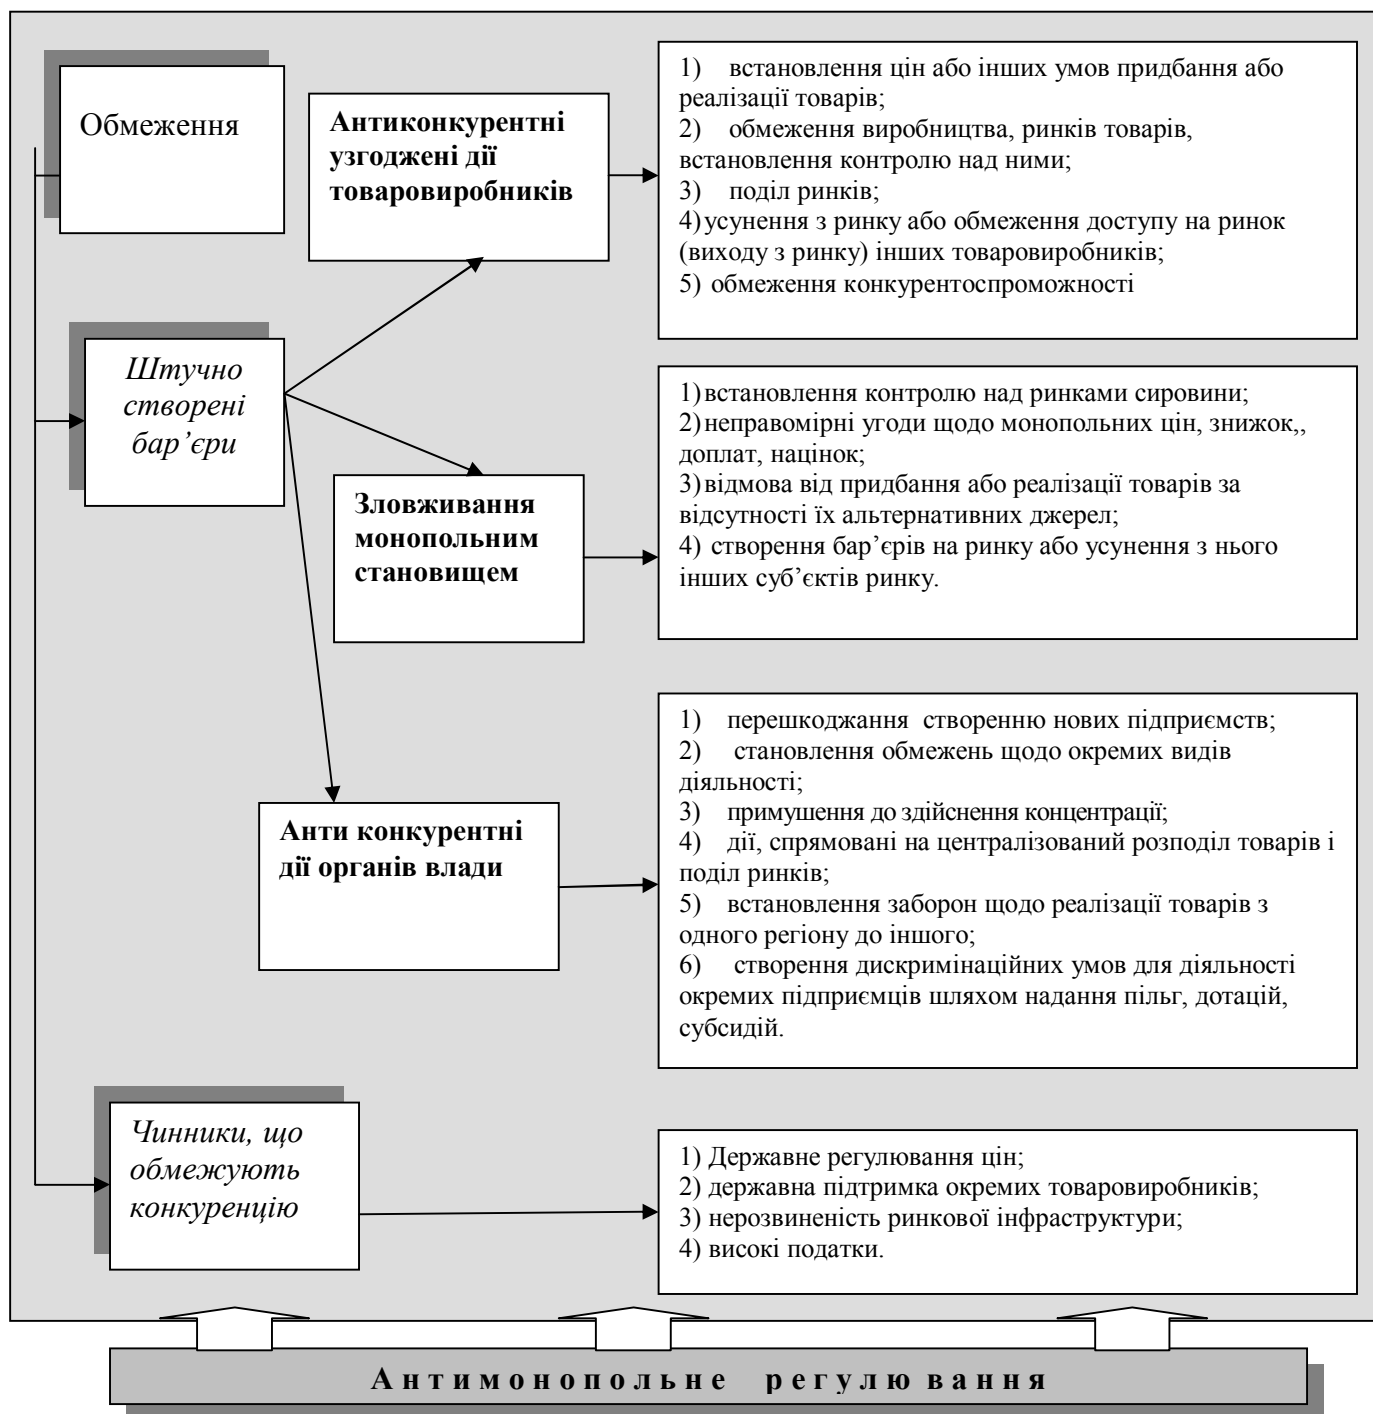 Обмеження
Антиконкурентні
узгоджені дії
товаровиробників
1) встановлення цін або інших умов придбання або
реалізації товарів;
2) обмеження виробництва, ринків товарів,
встановлення контролю над ними;
3) поділ ринків;
4)усунення з ринку або обмеження доступу на ринок
(виходу з ринку) інших товаровиробників;
5) обмеження конкурентоспроможності
Штучно
створені
бар’єри
Зловживання
монопольним
становищем
1)встановлення контролю над ринками сировини;
2)неправомірні угоди щодо монопольних цін, знижок,,
доплат, націнок;
3)відмова від придбання або реалізації товарів за
відсутності їх альтернативних джерел;
4) створення бар’єрів на ринку або усунення з нього
інших суб’єктів ринку.
Анти конкурентні
дії органів влади
1) перешкоджання створенню нових підприємств;
2) становлення обмежень щодо окремих видів
діяльності;
3) примушення до здійснення концентрації;
4) дії, спрямовані на централізований розподіл товарів і
поділ ринків;
5) встановлення заборон щодо реалізації товарів з
одного регіону до іншого;
6) створення дискримінаційних умов для діяльності
окремих підприємців шляхом надання пільг, дотацій,
субсидій.
Чинники, що
обмежують
конкуренцію
1) Державне регулювання цін;
2) державна підтримка окремих товаровиробників;
3) нерозвиненість ринкової інфраструктури;
4) високі податки.
Антимонопольне регулювання